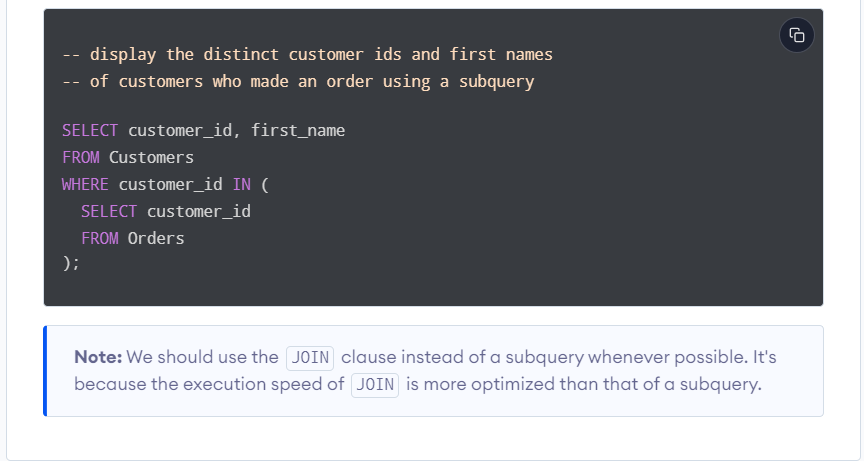 -- display the distinct customer ids and first names
-- of customers who made an order using a subquery
SELECT customer_id, first_name
FROM Customers
WHERE customer_id IN (
  SELECT customer_id
  FROM Orders
);
Note: We should use the JOIN clause instead of a subquery whenever possible. It's
because the execution speed of JOIN is more optimized than that of a subquery.